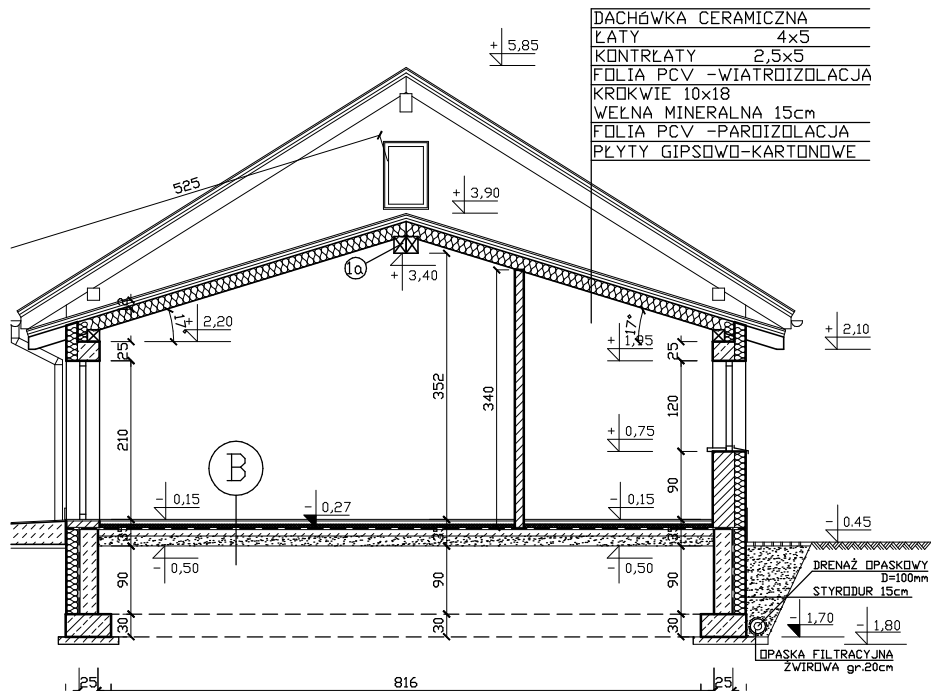 DACHÓWKA CERAMICZNA
ŁATY 4x5
KONTRŁATY 2,5x5
FOLIA PCV -WIATROIZOLACJA
KROKWIE 10x18
WEŁNA MINERALNA 15cm
FOLIA PCV -PAROIZOLACJA
PŁYTY GIPSOWO-KARTONOWE
+ 5,85
525
+ 3,90
1a
+ 3,40
17°
+ 2,20
17°
+ 1,95
+ 2,10
25
25
352
340
210
120
+ 0,75
B
90
- 0,15
- 0,27
- 0,15
35
35
35
- 0.45
- 0,50
- 0,50
DRENAŻ OPASKOWY
D=100mm
STYRODUR 15cm
90
90
90
- 1,70
- 1,80
30
30
30
OPASKA FILTRACYJNA
ŻWIROWA gr.20cm
25
816
25